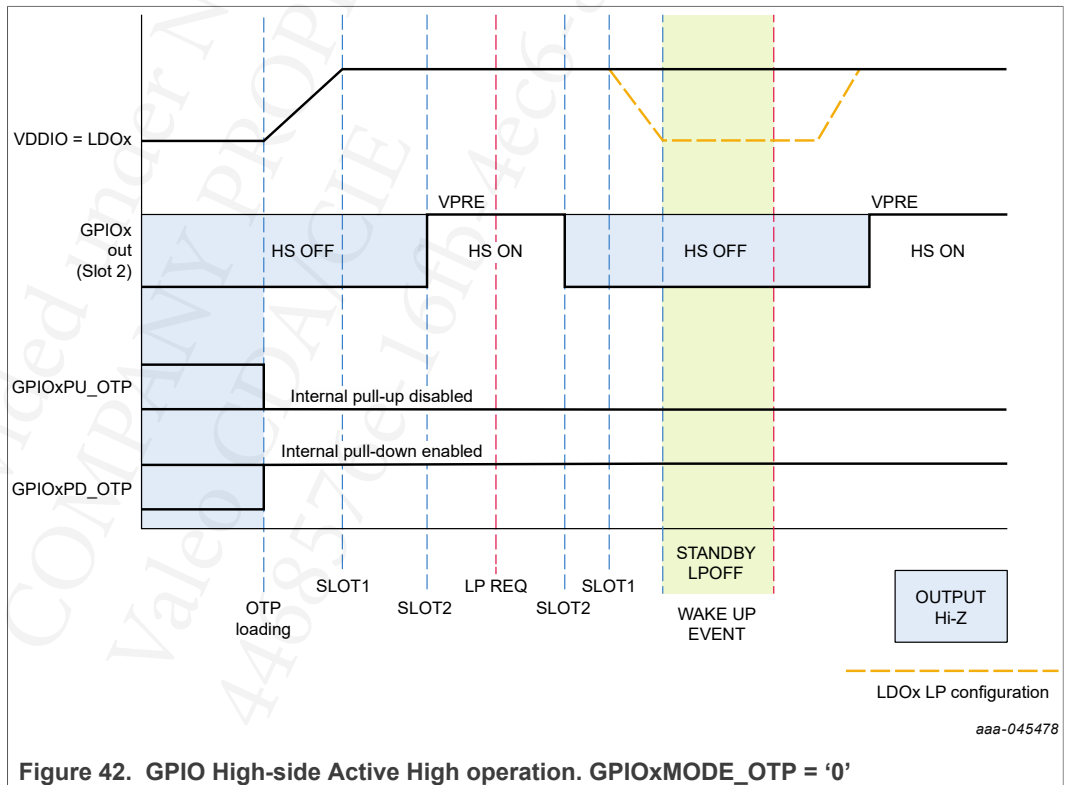 VDDIO = LDOx
VPRE
VPRE
GPIOx
out
(Slot 2)
HS OFF
HS ON
HS OFF
HS ON
GPIOxPU_OTP
Internal pull-up disabled
Internal pull-down enabled
GPIOxPD_OTP
OTP
loading
SLOT1
SLOT2
LP REQ
SLOT2
SLOT1
STANDBY
LPOFF
WAKE UP
EVENT
OUTPUT
Hi-Z
LDOx LP configuration
aaa-045478
Figure 42. GPIO High-side Active High operation. GPIOxMODE_OTP = ‘0’